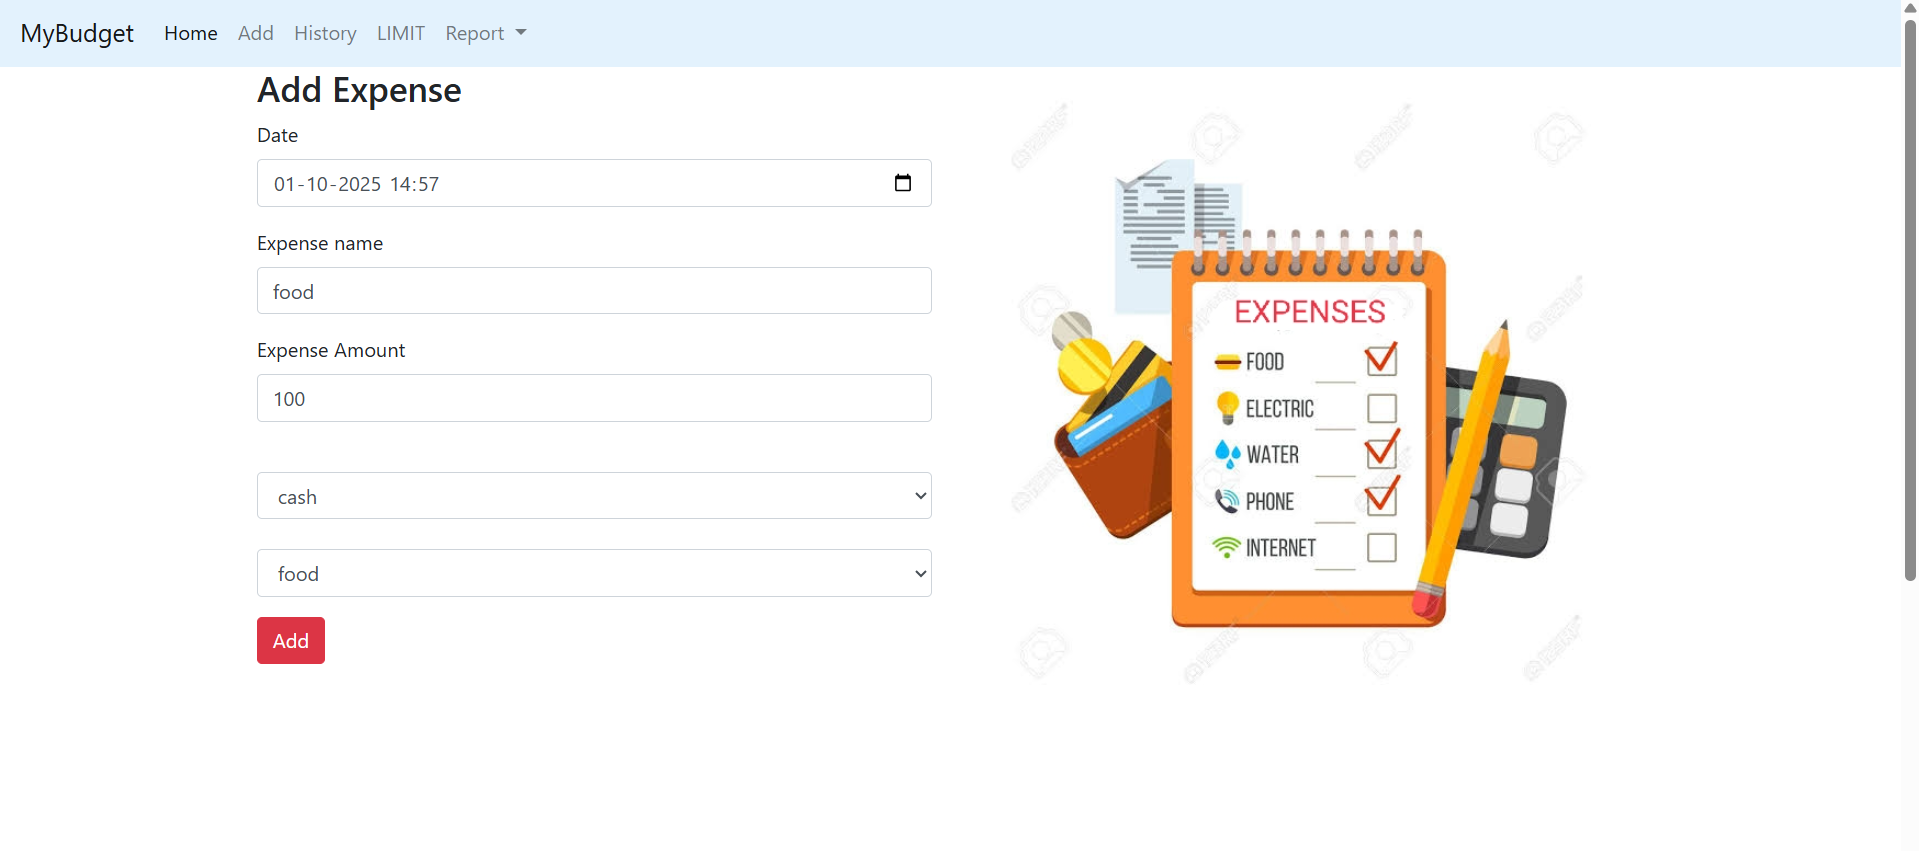 MyBudget Home Add History LIMIT Report
Add Expense
Date
01-10-2025 14:57
Expense name
food
Expense Amount
100
cash
food
Add
EXPENSES
FOOD
ELECTRIC
WATER
PHONE
INTERNET